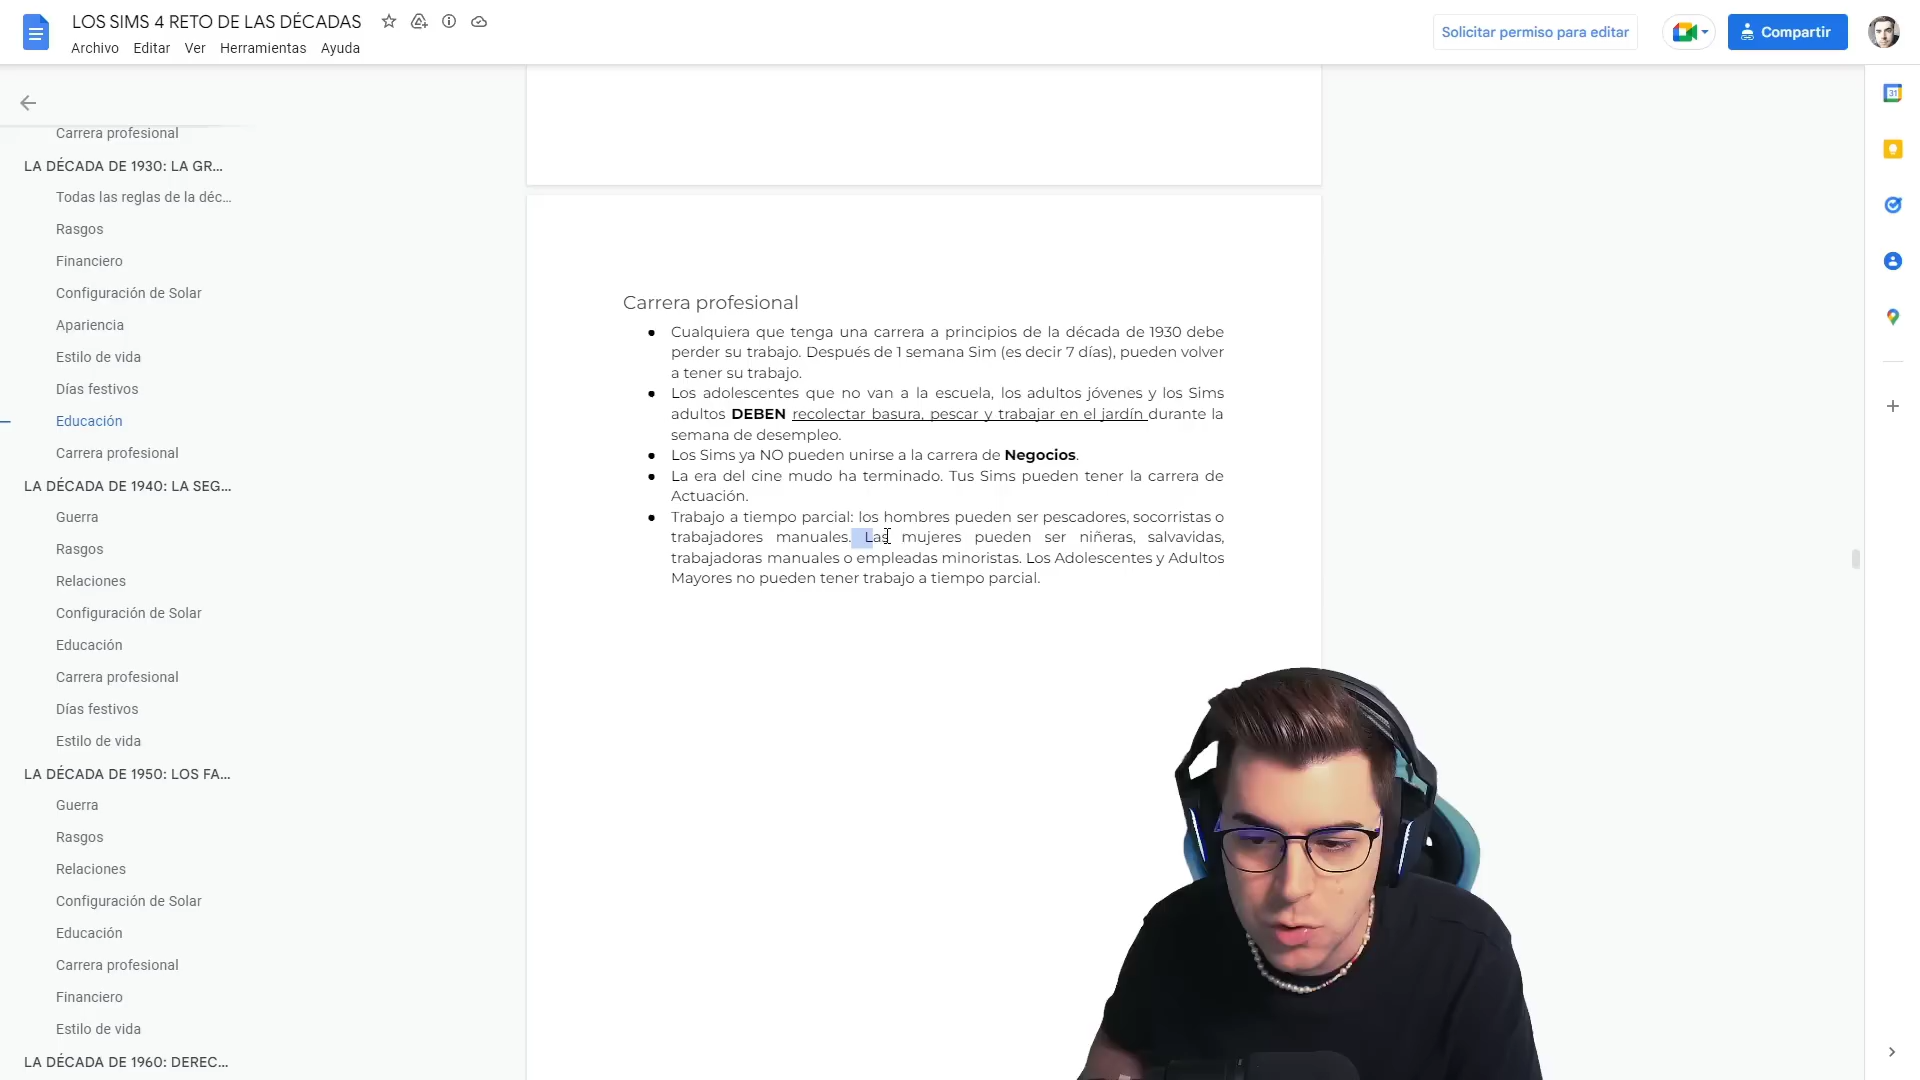 LOS SIMS 4 RETO DE LAS DÉCADAS
Archivo Editar Ver Herramientas Ayuda
Solicitar permiso para editar
Compartir
Carrera profesional
LA DÉCADA DE 1930: LA GR...
Todas las reglas de la déc...
Rasgos
Financiero
Configuración de Solar
Apariencia
Estilo de vida
Días festivos
Educación
Carrera profesional
LA DÉCADA DE 1940: LA SEG...
Guerra
Rasgos
Relaciones
Configuración de Solar
Educación
Carrera profesional
Días festivos
Estilo de vida
LA DÉCADA DE 1950: LOS FA...
Guerra
Rasgos
Relaciones
Configuración de Solar
Educación
Carrera profesional
Financiero
Estilo de vida
LA DÉCADA DE 1960: DEREC...
Carrera profesional
● Cualquiera que tenga una carrera a principios de la década de 1930 debe
perder su trabajo. Después de 1 semana Sim (es decir 7 días), pueden volver
a tener su trabajo.
● Los adolescentes que no van a la escuela, los adultos jóvenes y los Sims
adultos DEBEN recolectar basura, pescar y trabajar en el jardín durante la
semana de desempleo.
● Los Sims ya NO pueden unirse a la carrera de Negocios.
● La era del cine mudo ha terminado. Tus Sims pueden tener la carrera de
Actuación.
● Trabajo a tiempo parcial: los hombres pueden ser pescadores, socorristas o
trabajadores manuales. Las mujeres pueden ser niñeras, salvavidas,
trabajadoras manuales o empleadas minoristas. Los Adolescentes y Adultos
Mayores no pueden tener trabajo a tiempo parcial.
31